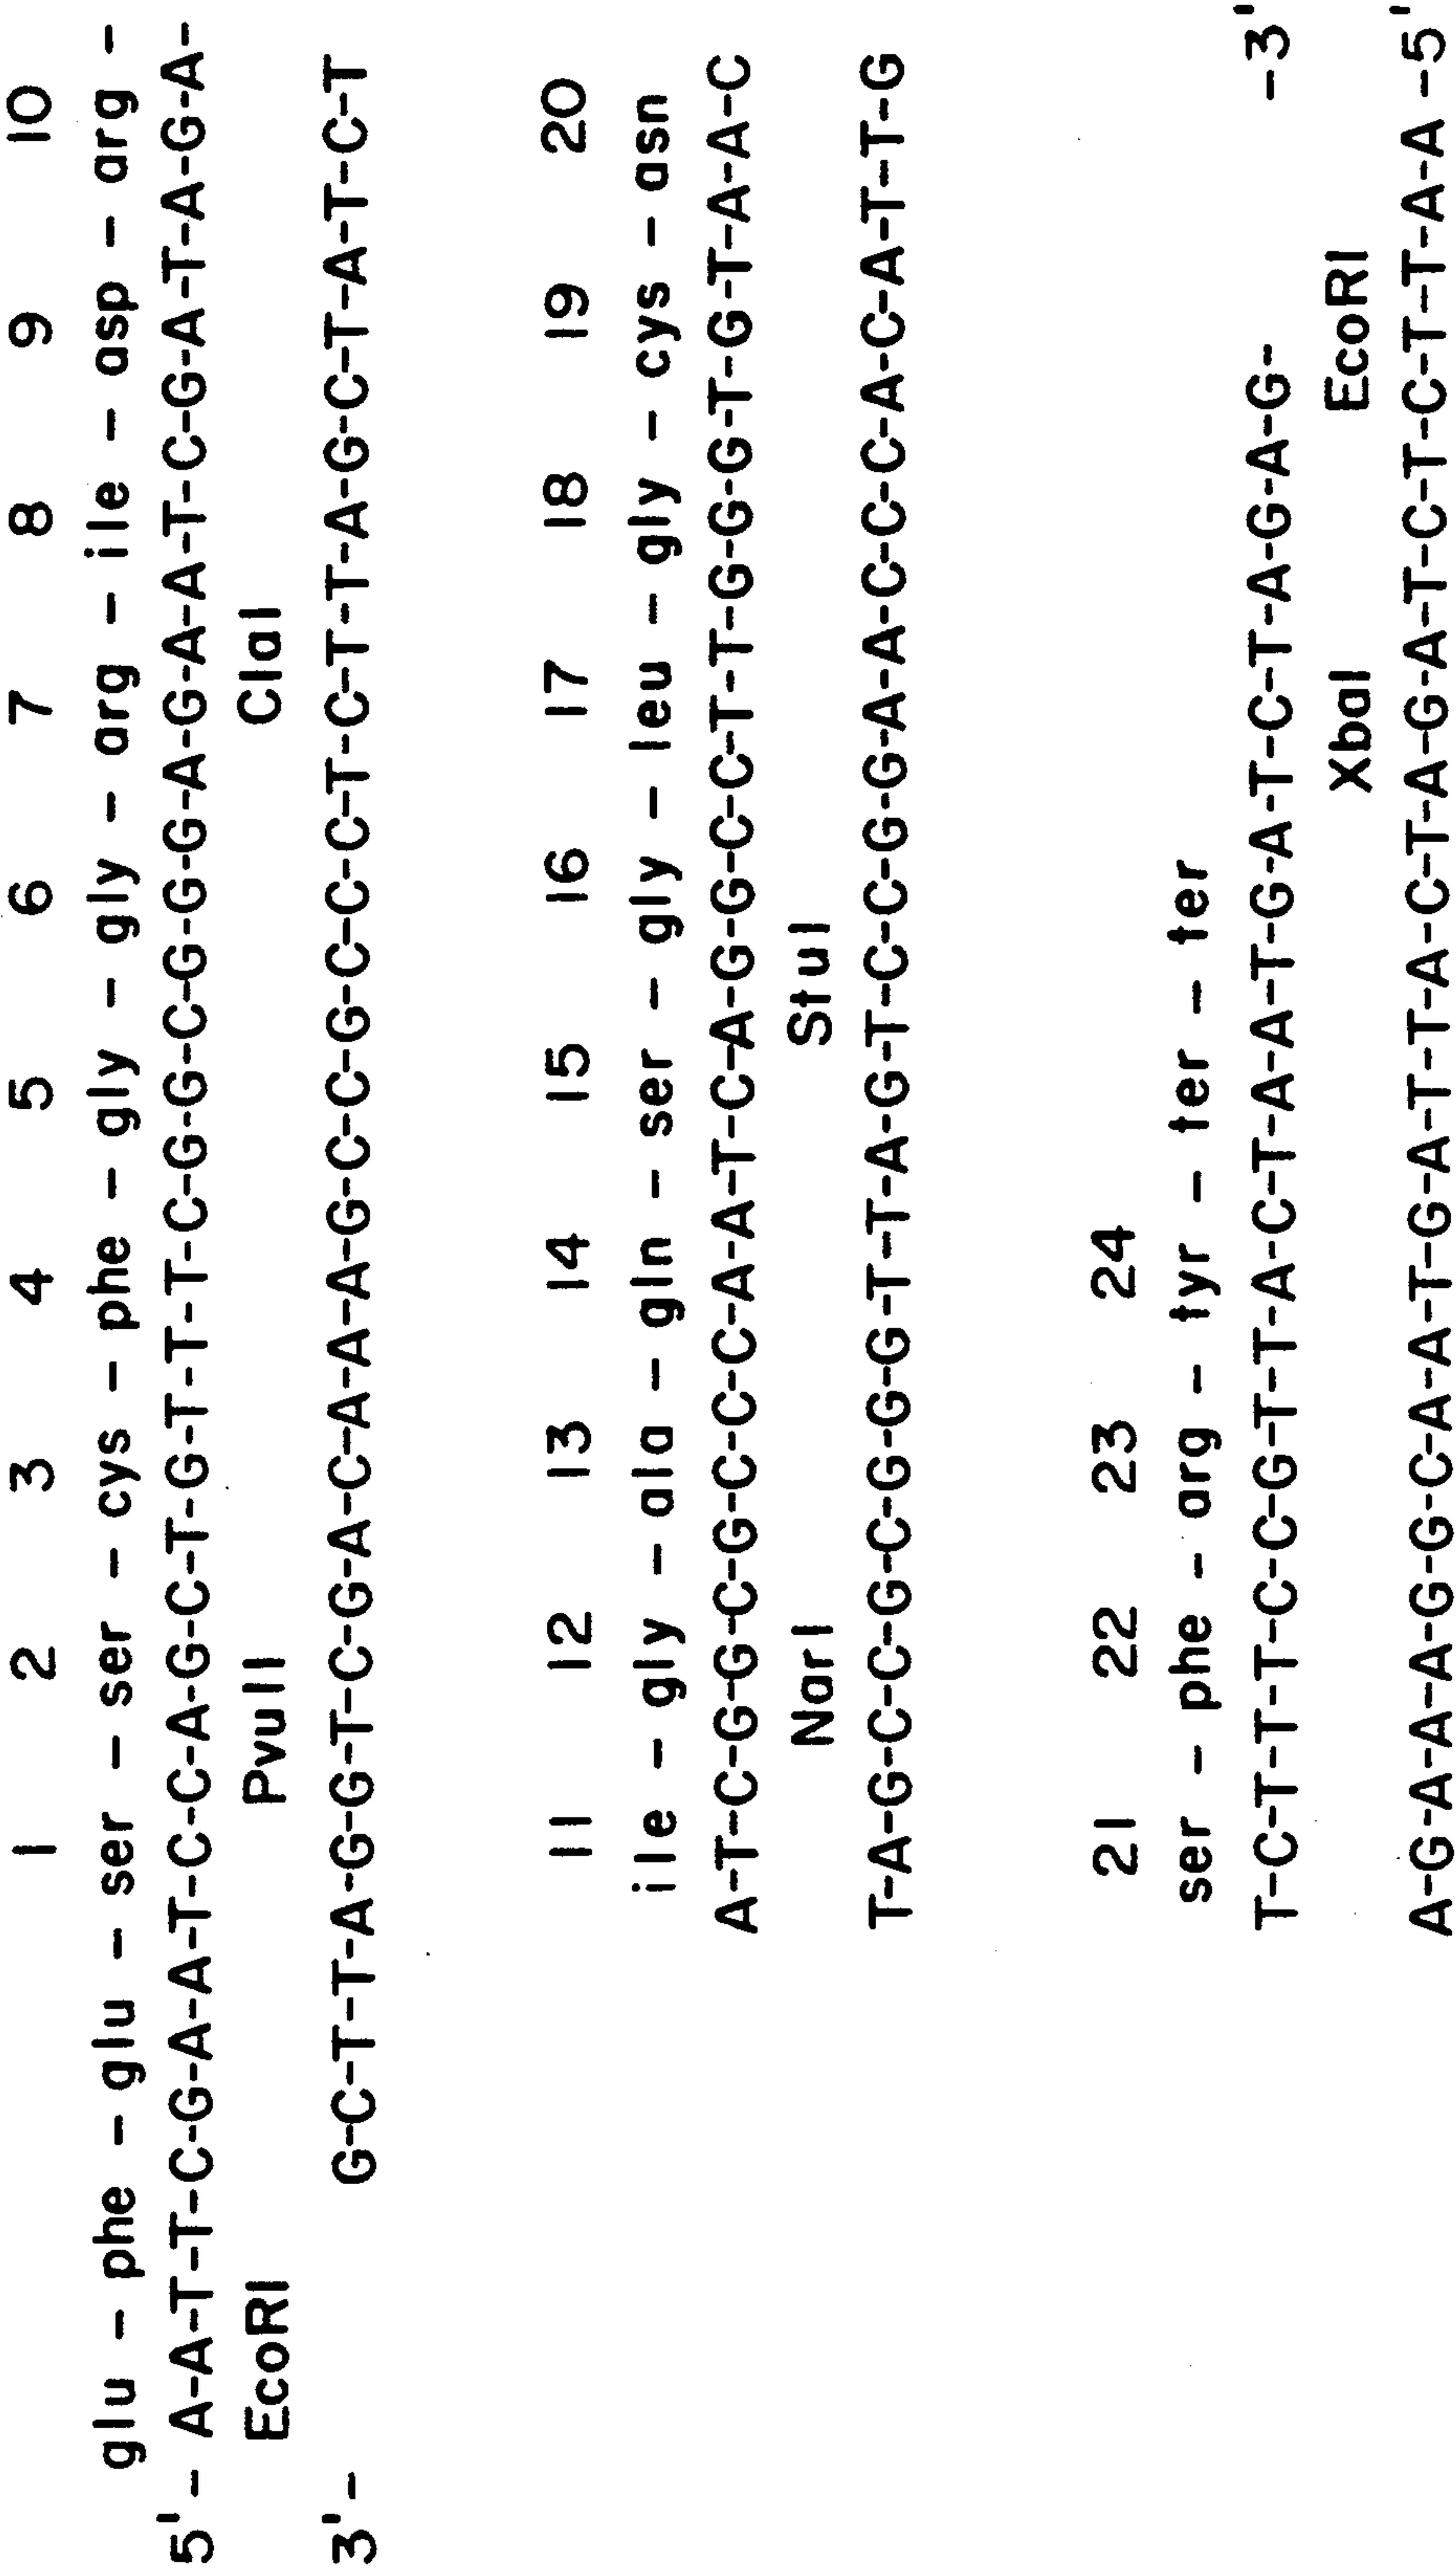 1 2 3 4 5 6 7 8 9 10
glu - phe - glu - ser - ser - cys - phe - gly - gly - arg - ile - asp - arg -
5'- A-A-T-T-C-G-A-A-T-C-C-A-G-C-T-G-T-T-T-C-G-G-C-G-G-G-A-G-A-A-T-C-G-A-T-A-G-A-
EcoRI PvuII ClaI
3'- G-C-T-T-A-G-G-T-C-G-A-C-A-A-A-G-C-C-G-C-C-C-T-C-T-T-A-G-C-T-A-T-C-T
11 12 13 14 15 16 17 18 19 20
ile - gly - ala - gln - ser - gly - leu - gly - cys - asn
A-T-C-G-G-C-G-C-C-C-A-A-T-C-A-G-G-C-C-T-T-G-G-G-T-G-T-A-A-C
NarI StuI
T-A-G-C-C-G-C-G-G-G-T-T-A-G-T-C-C-G-G-A-A-C-C-C-A-C-A-T-T-G
21 22 23 24
ser - phe - arg - tyr - ter - ter
T-C-T-T-T-C-C-G-T-T-A-C-T-A-A-T-G-A-T-C-T-A-G-A-G- -3'
XbaI EcoRI
A-G-A-A-A-G-G-C-A-A-T-G-A-T-T-A-C-T-A-G-A-T-C-T-C-T-T-A-A -5'